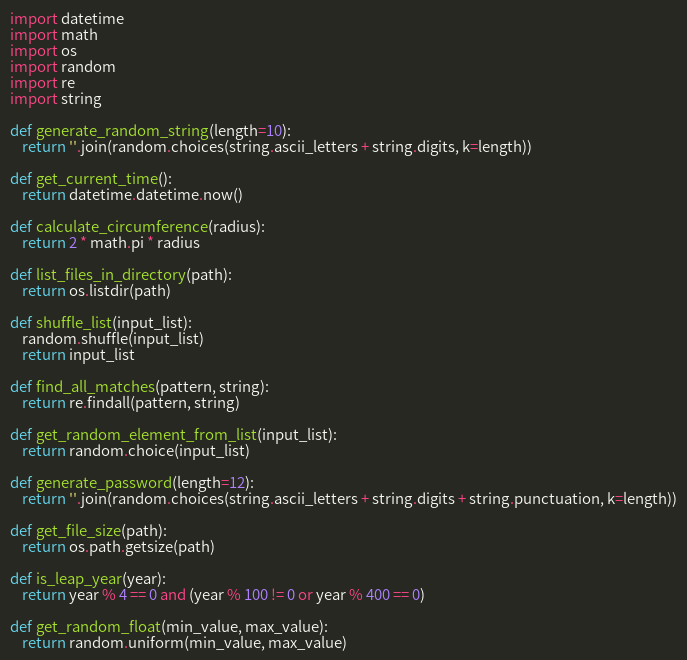 import datetime
import math
import os
import random
import re
import string

def generate_random_string(length=10):
    return ''.join(random.choices(string.ascii_letters + string.digits, k=length))

def get_current_time():
    return datetime.datetime.now()

def calculate_circumference(radius):
    return 2 * math.pi * radius

def list_files_in_directory(path):
    return os.listdir(path)

def shuffle_list(input_list):
    random.shuffle(input_list)
    return input_list

def find_all_matches(pattern, string):
    return re.findall(pattern, string)

def get_random_element_from_list(input_list):
    return random.choice(input_list)

def generate_password(length=12):
    return ''.join(random.choices(string.ascii_letters + string.digits + string.punctuation, k=length))

def get_file_size(path):
    return os.path.getsize(path)

def is_leap_year(year):
    return year % 4 == 0 and (year % 100 != 0 or year % 400 == 0)

def get_random_float(min_value, max_value):
    return random.uniform(min_value, max_value)